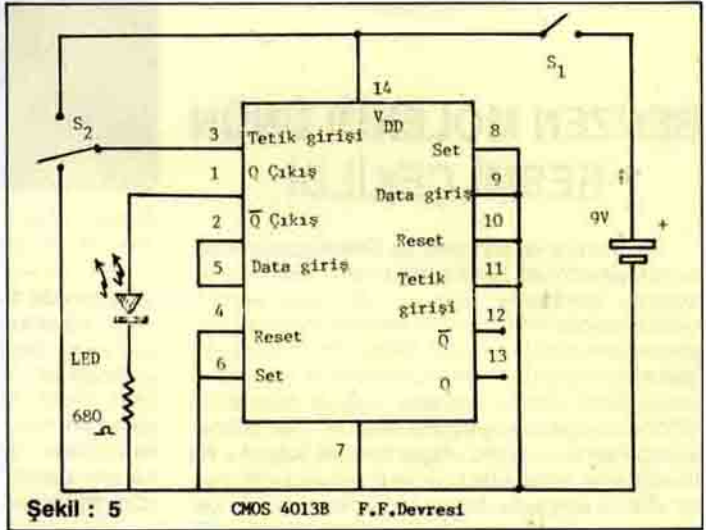 S1
14
VDD
S2
3 Tetik girişi
8 Set
1 Q Çıkış
9 Data giriş
2 Q̅ Çıkış
10 Reset
5 Data giriş
11 Tetik girişi
4 Reset
12 Q̅
6 Set
13 Q
9V +
LED
680 Ω
7
Şekil : 5 CMOS 4013B F.F.Devresi